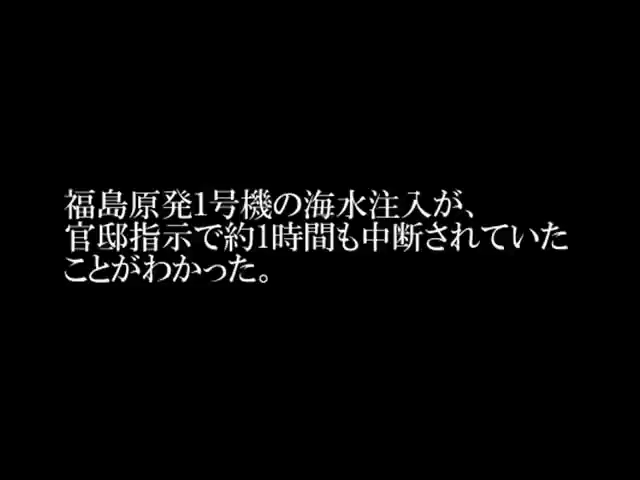 福島原発1号機の海水注入が、
官邸指示で約1時間も中断されていた
ことがわかった。